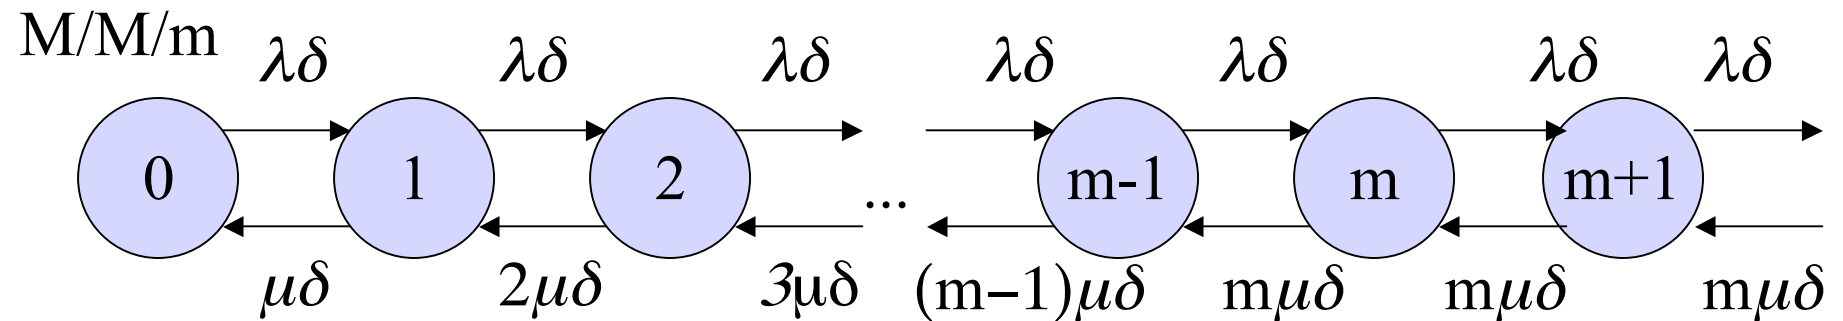 M/M/m
λδ λδ λδ λδ λδ λδ λδ
0 1 2 ... m-1 m m+1
μδ 2μδ 3μδ (m−1)μδ mμδ mμδ mμδ